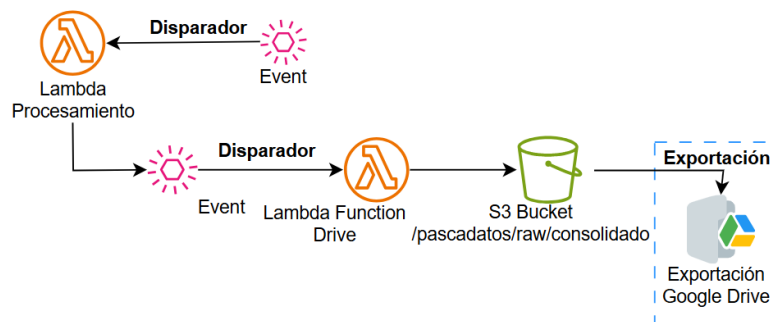 Disparador
Event
Lambda
Procesamiento
Disparador
Exportación
Event
Lambda Function
Drive
S3 Bucket
/pascadatos/raw/consolidado
Exportación
Google Drive